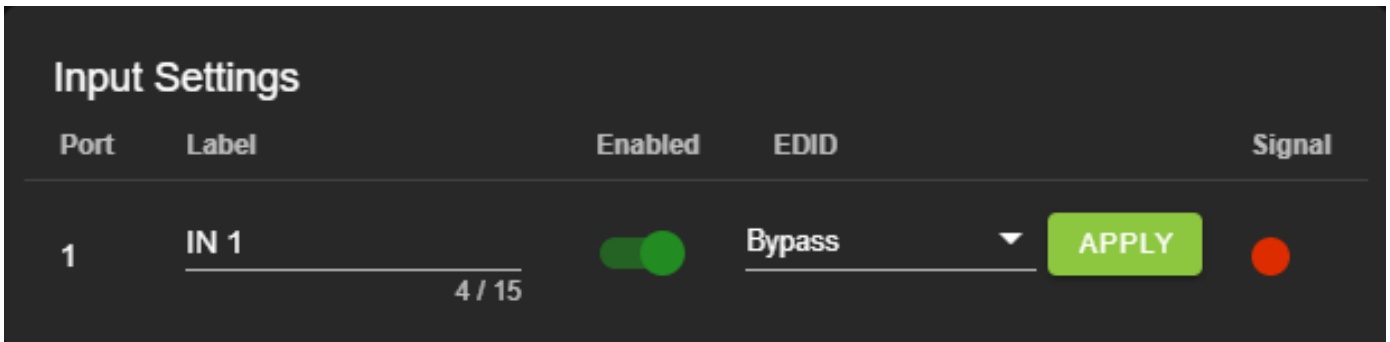 Input Settings
Port Label Enabled EDID Signal
1 IN 1 Bypass APPLY
4 / 15